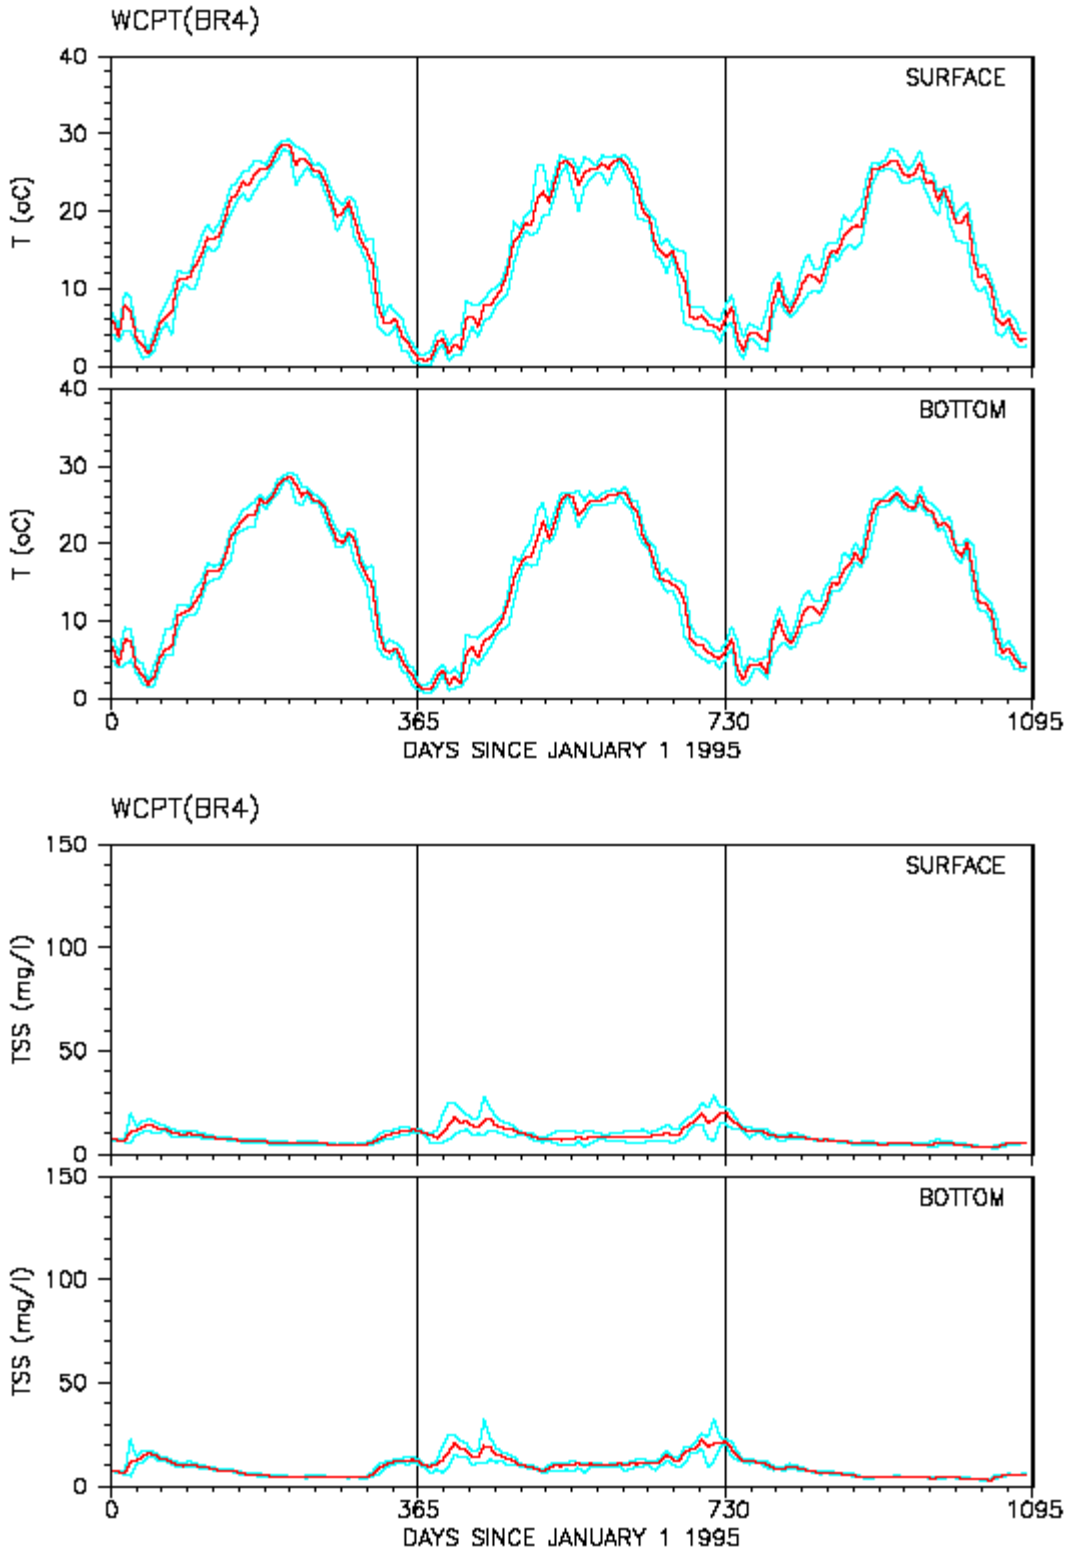 WCPT(BR4)
40
SURFACE
30
T (oC)
20
10
0
40
BOTTOM
30
T (oC)
20
10
0
0 365 730 1095
DAYS SINCE JANUARY 1 1995
WCPT(BR4)
150
SURFACE
100
TSS (mg/l)
50
0
150
BOTTOM
100
TSS (mg/l)
50
0
0 365 730 1095
DAYS SINCE JANUARY 1 1995